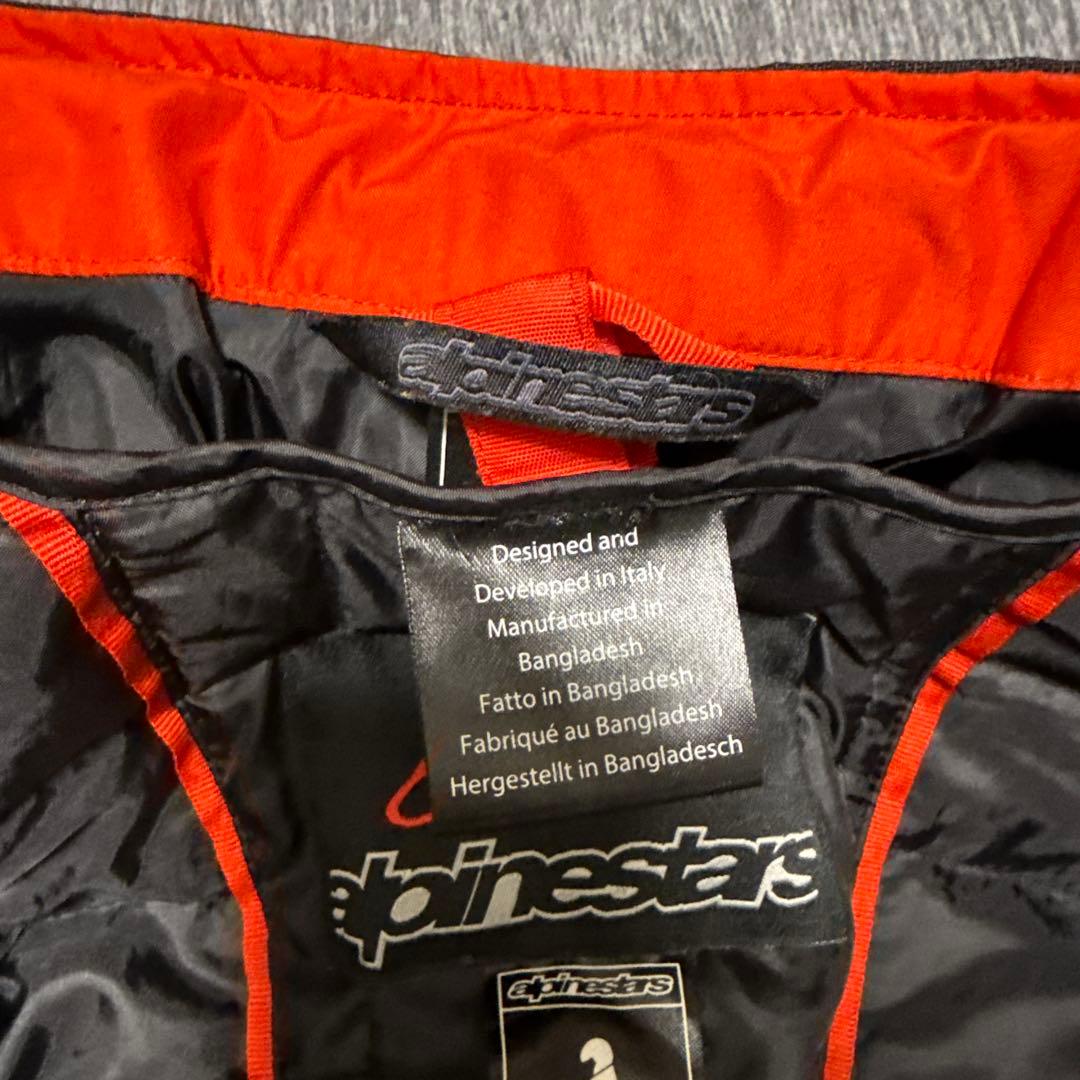 alpinestars
Designed and
Developed in Italy
Manufactured in
Bangladesh
Fatto in Bangladesh
Fabriqué au Bangladesh
Hergestellt in Bangladesch
alpinestars
alpinestars